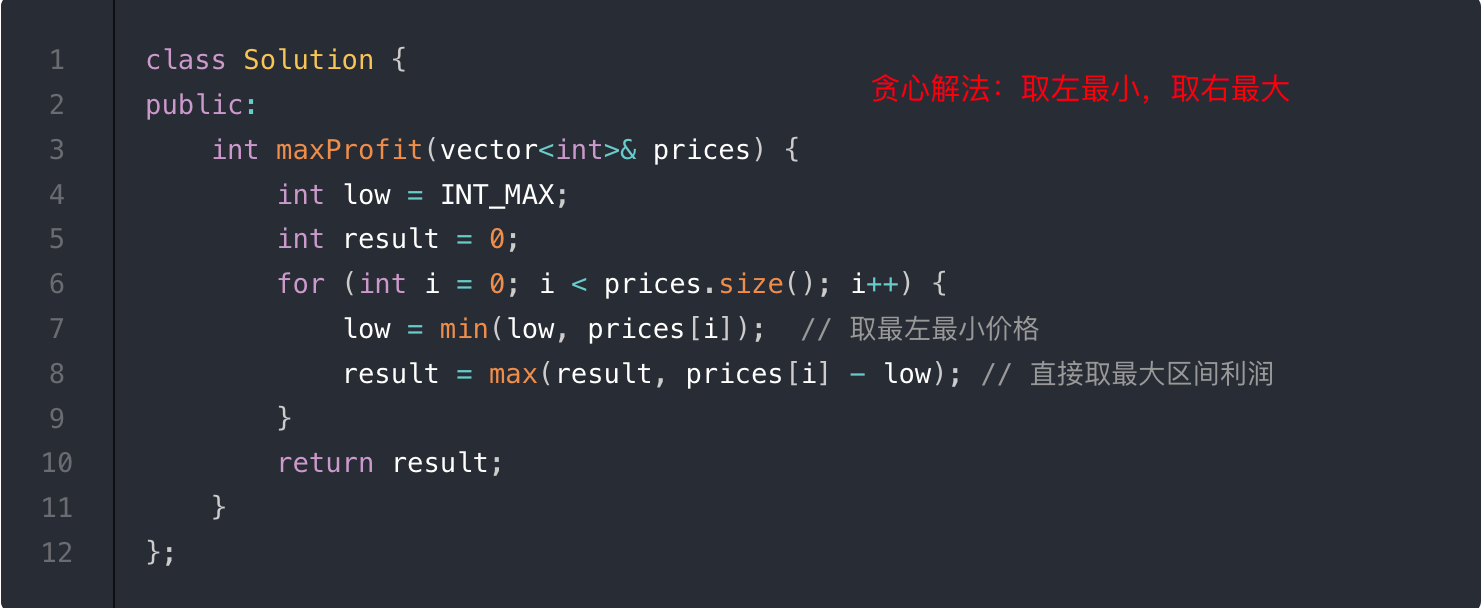 1 class Solution {
贪心解法：取左最小，取右最大
2 public:
3     int maxProfit(vector<int>& prices) {
4         int low = INT_MAX;
5         int result = 0;
6         for (int i = 0; i < prices.size(); i++) {
7             low = min(low, prices[i]);  // 取最左最小价格
8             result = max(result, prices[i] - low); // 直接取最大区间利润
9         }
10         return result;
11     }
12 };